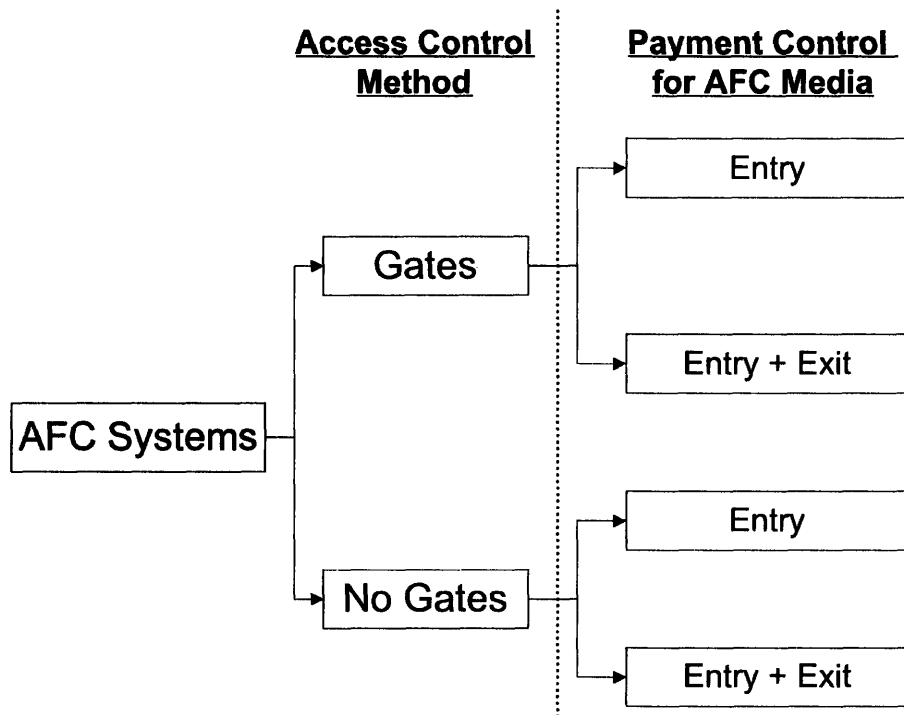 Access Control
Method
Payment Control
for AFC Media
Entry
Gates
Entry + Exit
AFC Systems
Entry
No Gates
Entry + Exit